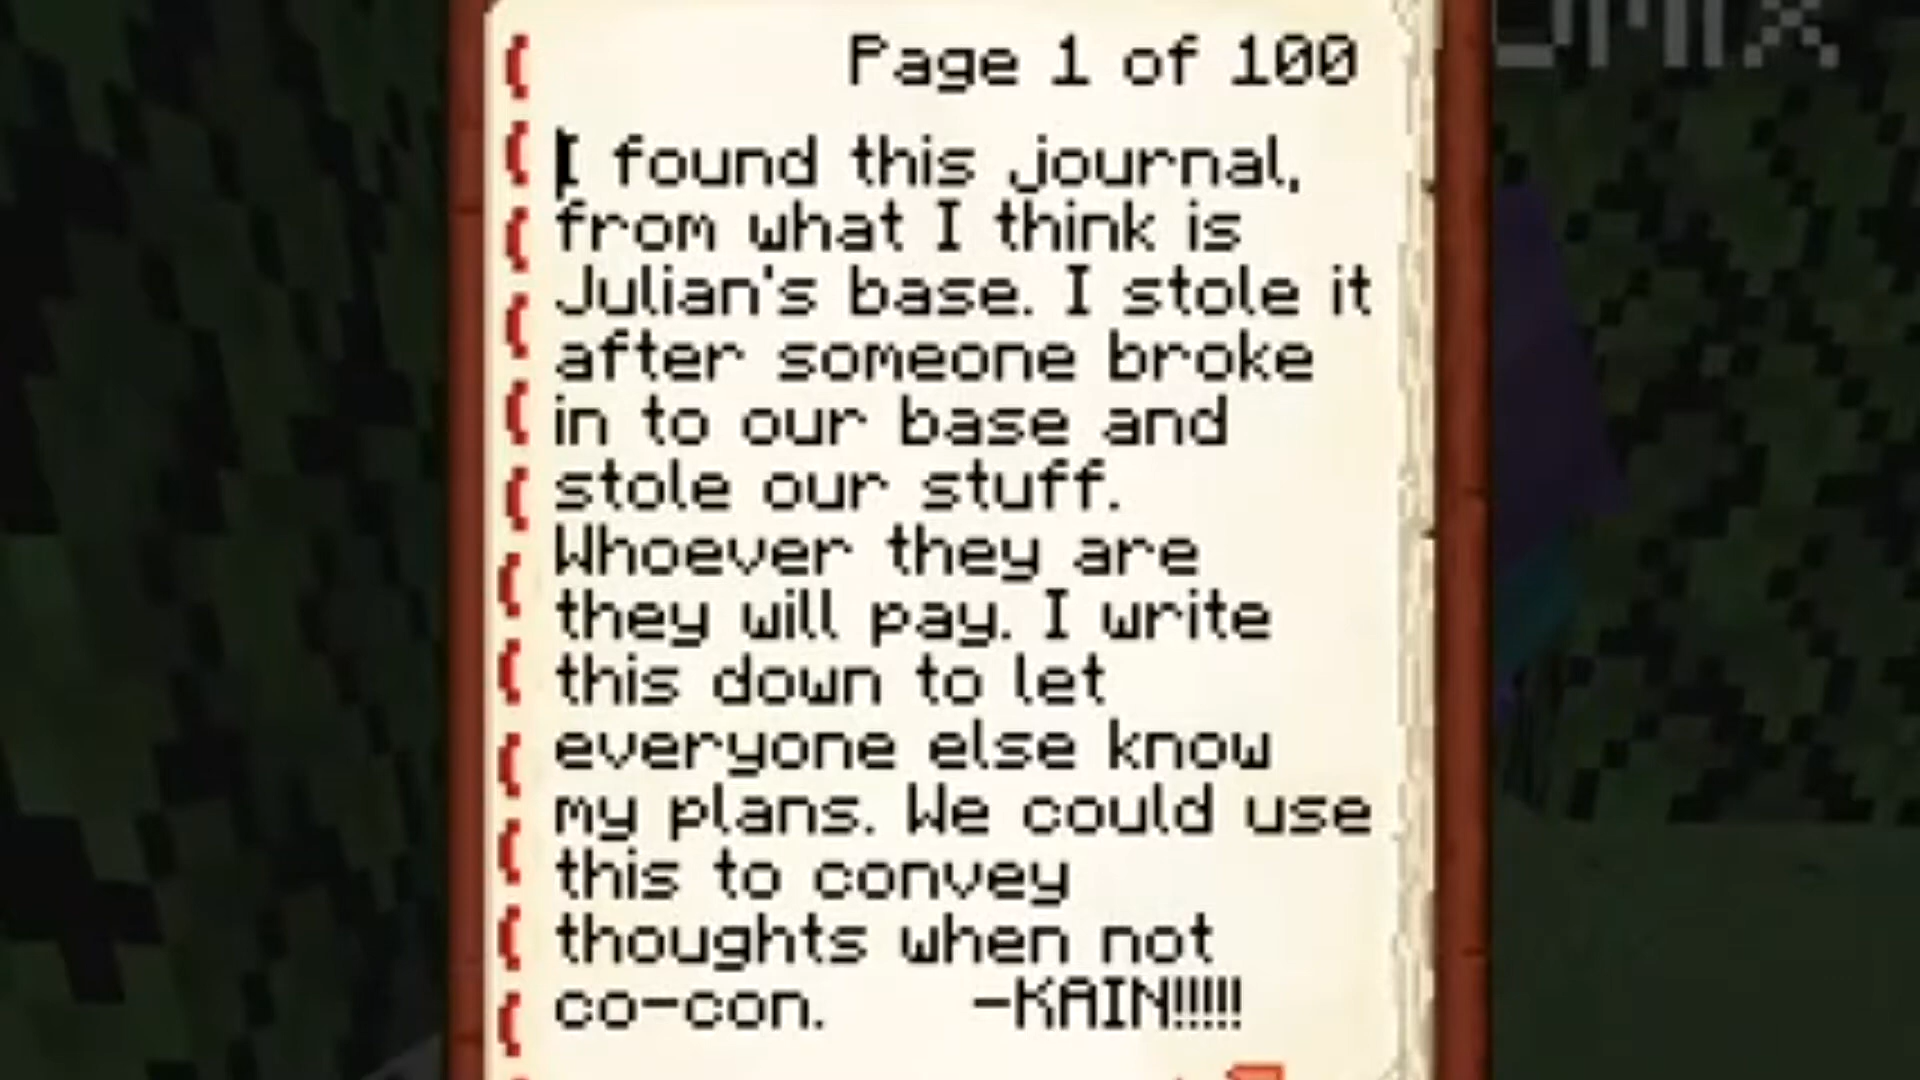 Page 1 of 100
I found this journal,
from what I think is
Julian's base. I stole it
after someone broke
in to our base and
stole our stuff.
Whoever they are
they will pay. I write
this down to let
everyone else know
my plans. We could use
this to convey
thoughts when not
co-con. -KAIN!!!!!